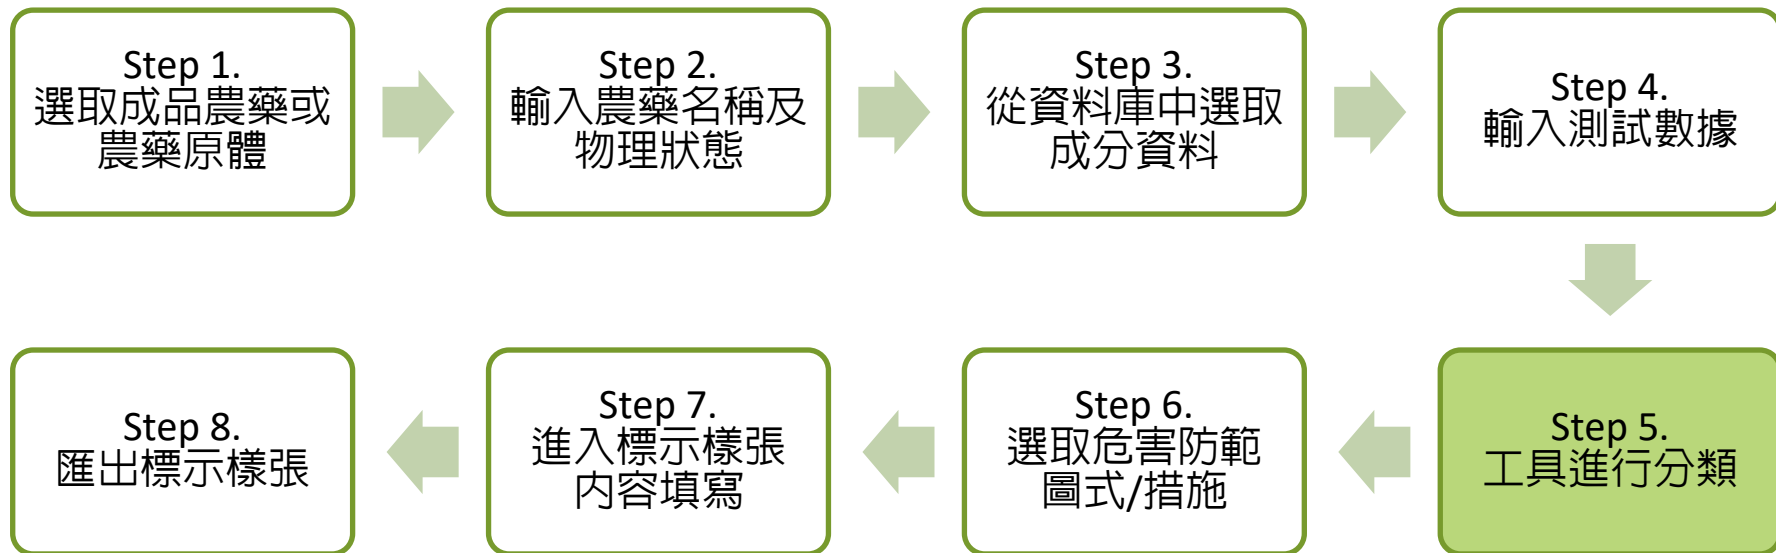 Step 1.
選取成品農藥或
農藥原體
Step 2.
輸入農藥名稱及
物理狀態
Step 3.
從資料庫中選取
成分資料
Step 4.
輸入測試數據
Step 5.
工具進行分類
Step 6.
選取危害防範
圖式/措施
Step 7.
進入標示樣張
内容填寫
Step 8.
匯出標示樣張